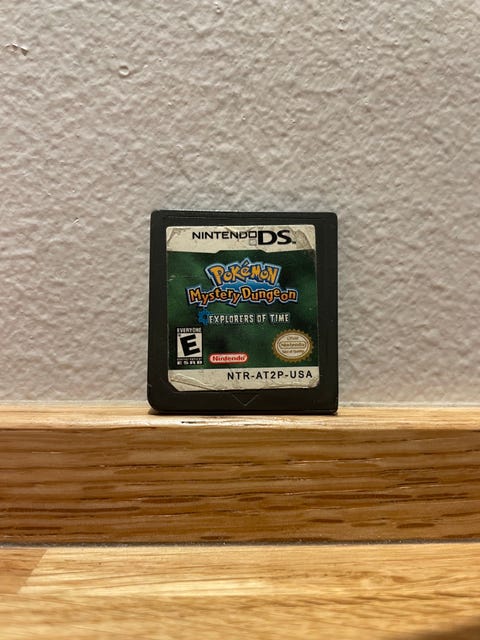 NINTENDO DS
POKéMON
Mystery Dungeon
EXPLORERS OF TIME
EVERYONE
E
ESRB
Nintendo
NTR-AT2P-USA